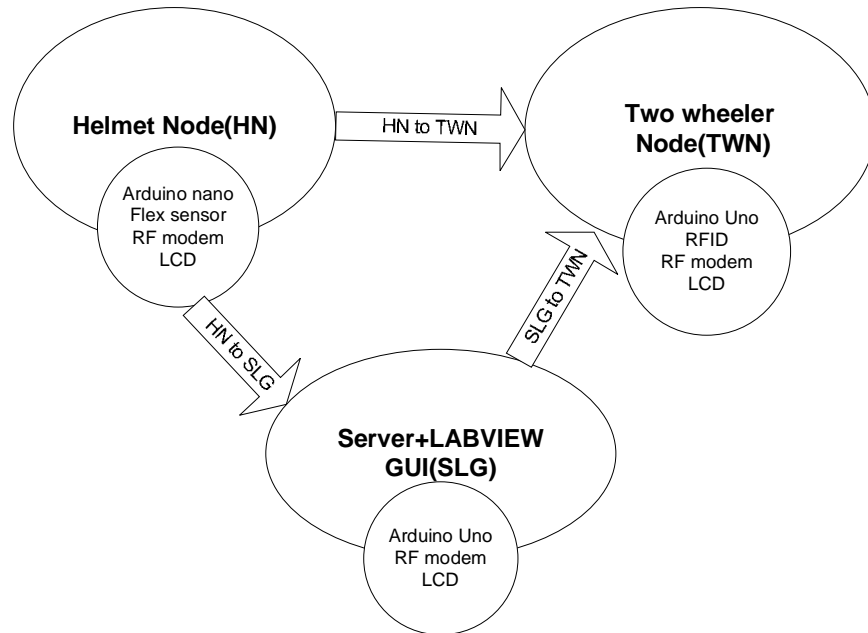 Helmet Node(HN)
Arduino nano
Flex sensor
RF modem
LCD
HN to TWN
Two wheeler
Node(TWN)
Arduino Uno
RFID
RF modem
LCD
HN to SLG
SLG to TWN
Server+LABVIEW
GUI(SLG)
Arduino Uno
RF modem
LCD